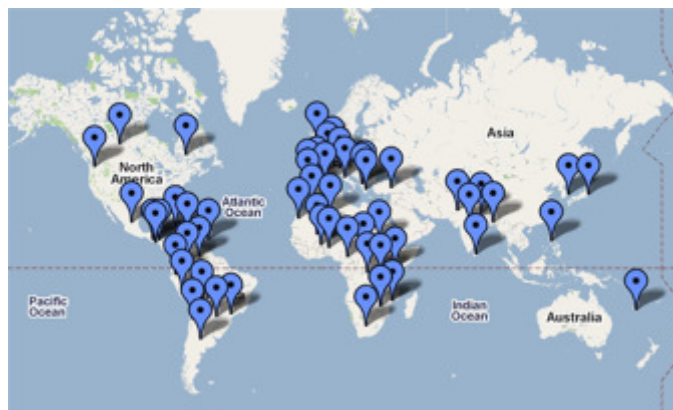 Asia
North
America
Atlantic
Ocean
Pacific
Ocean
Indian
Ocean
Australia